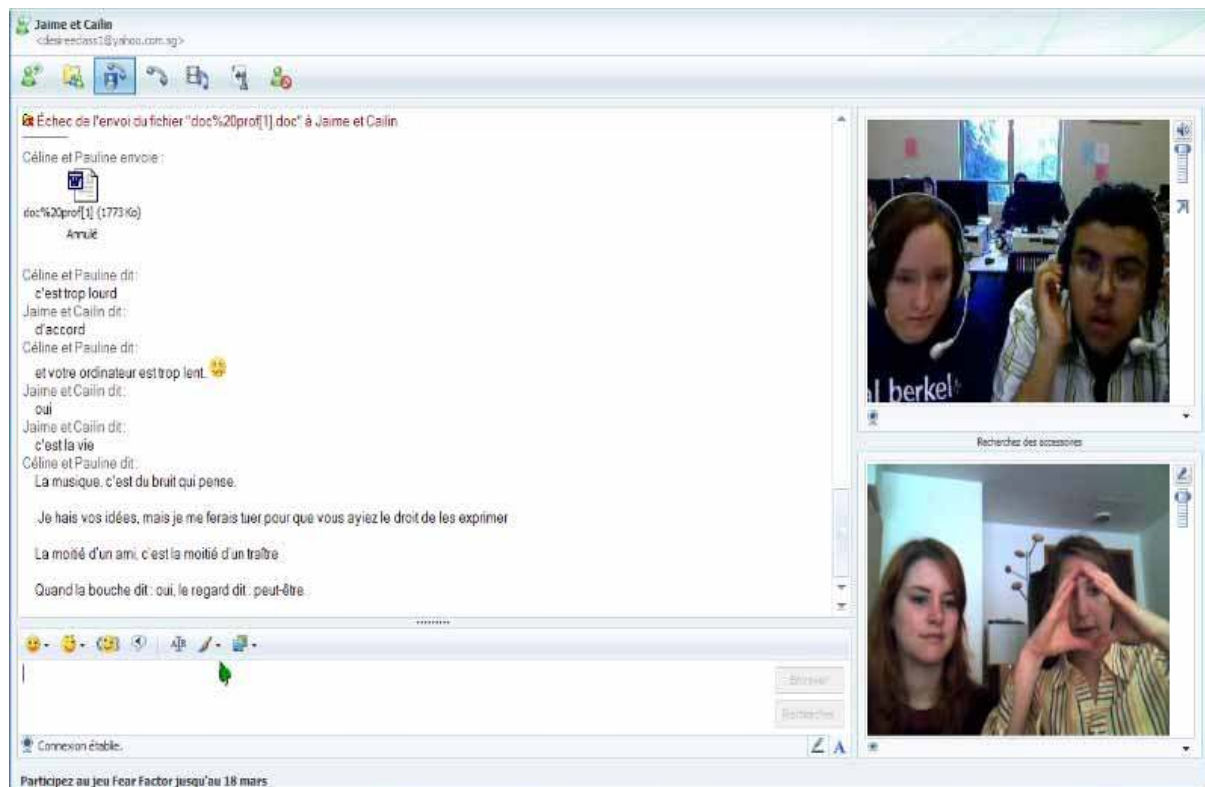 Jaime et Cailin
<desireeclass1@yahoo.com.sg>
Échec de l'envoi du fichier "doc%20prof[1].doc" à Jaime et Cailin
Céline et Pauline envoie :
doc%20prof[1] (1773 Ko)
Annulé
Céline et Pauline dit :
c'est trop lourd
Jaime et Cailin dit :
d'accord
Céline et Pauline dit :
et votre ordinateur est trop lent.
Jaime et Cailin dit :
oui
Jaime et Cailin dit :
c'est la vie
Céline et Pauline dit :
La musique, c'est du bruit qui pense.
Je hais vos idées, mais je me ferais tuer pour que vous ayiez le droit de les exprimer
La moitié d'un ami, c'est la moitié d'un traître
Quand la bouche dit : oui, le regard dit : peut-être.
Envoyer
Rechercher
Connexion établie.
Participez au jeu Fear Factor jusqu'au 18 mars
al berkel
Recherchez des accessoires